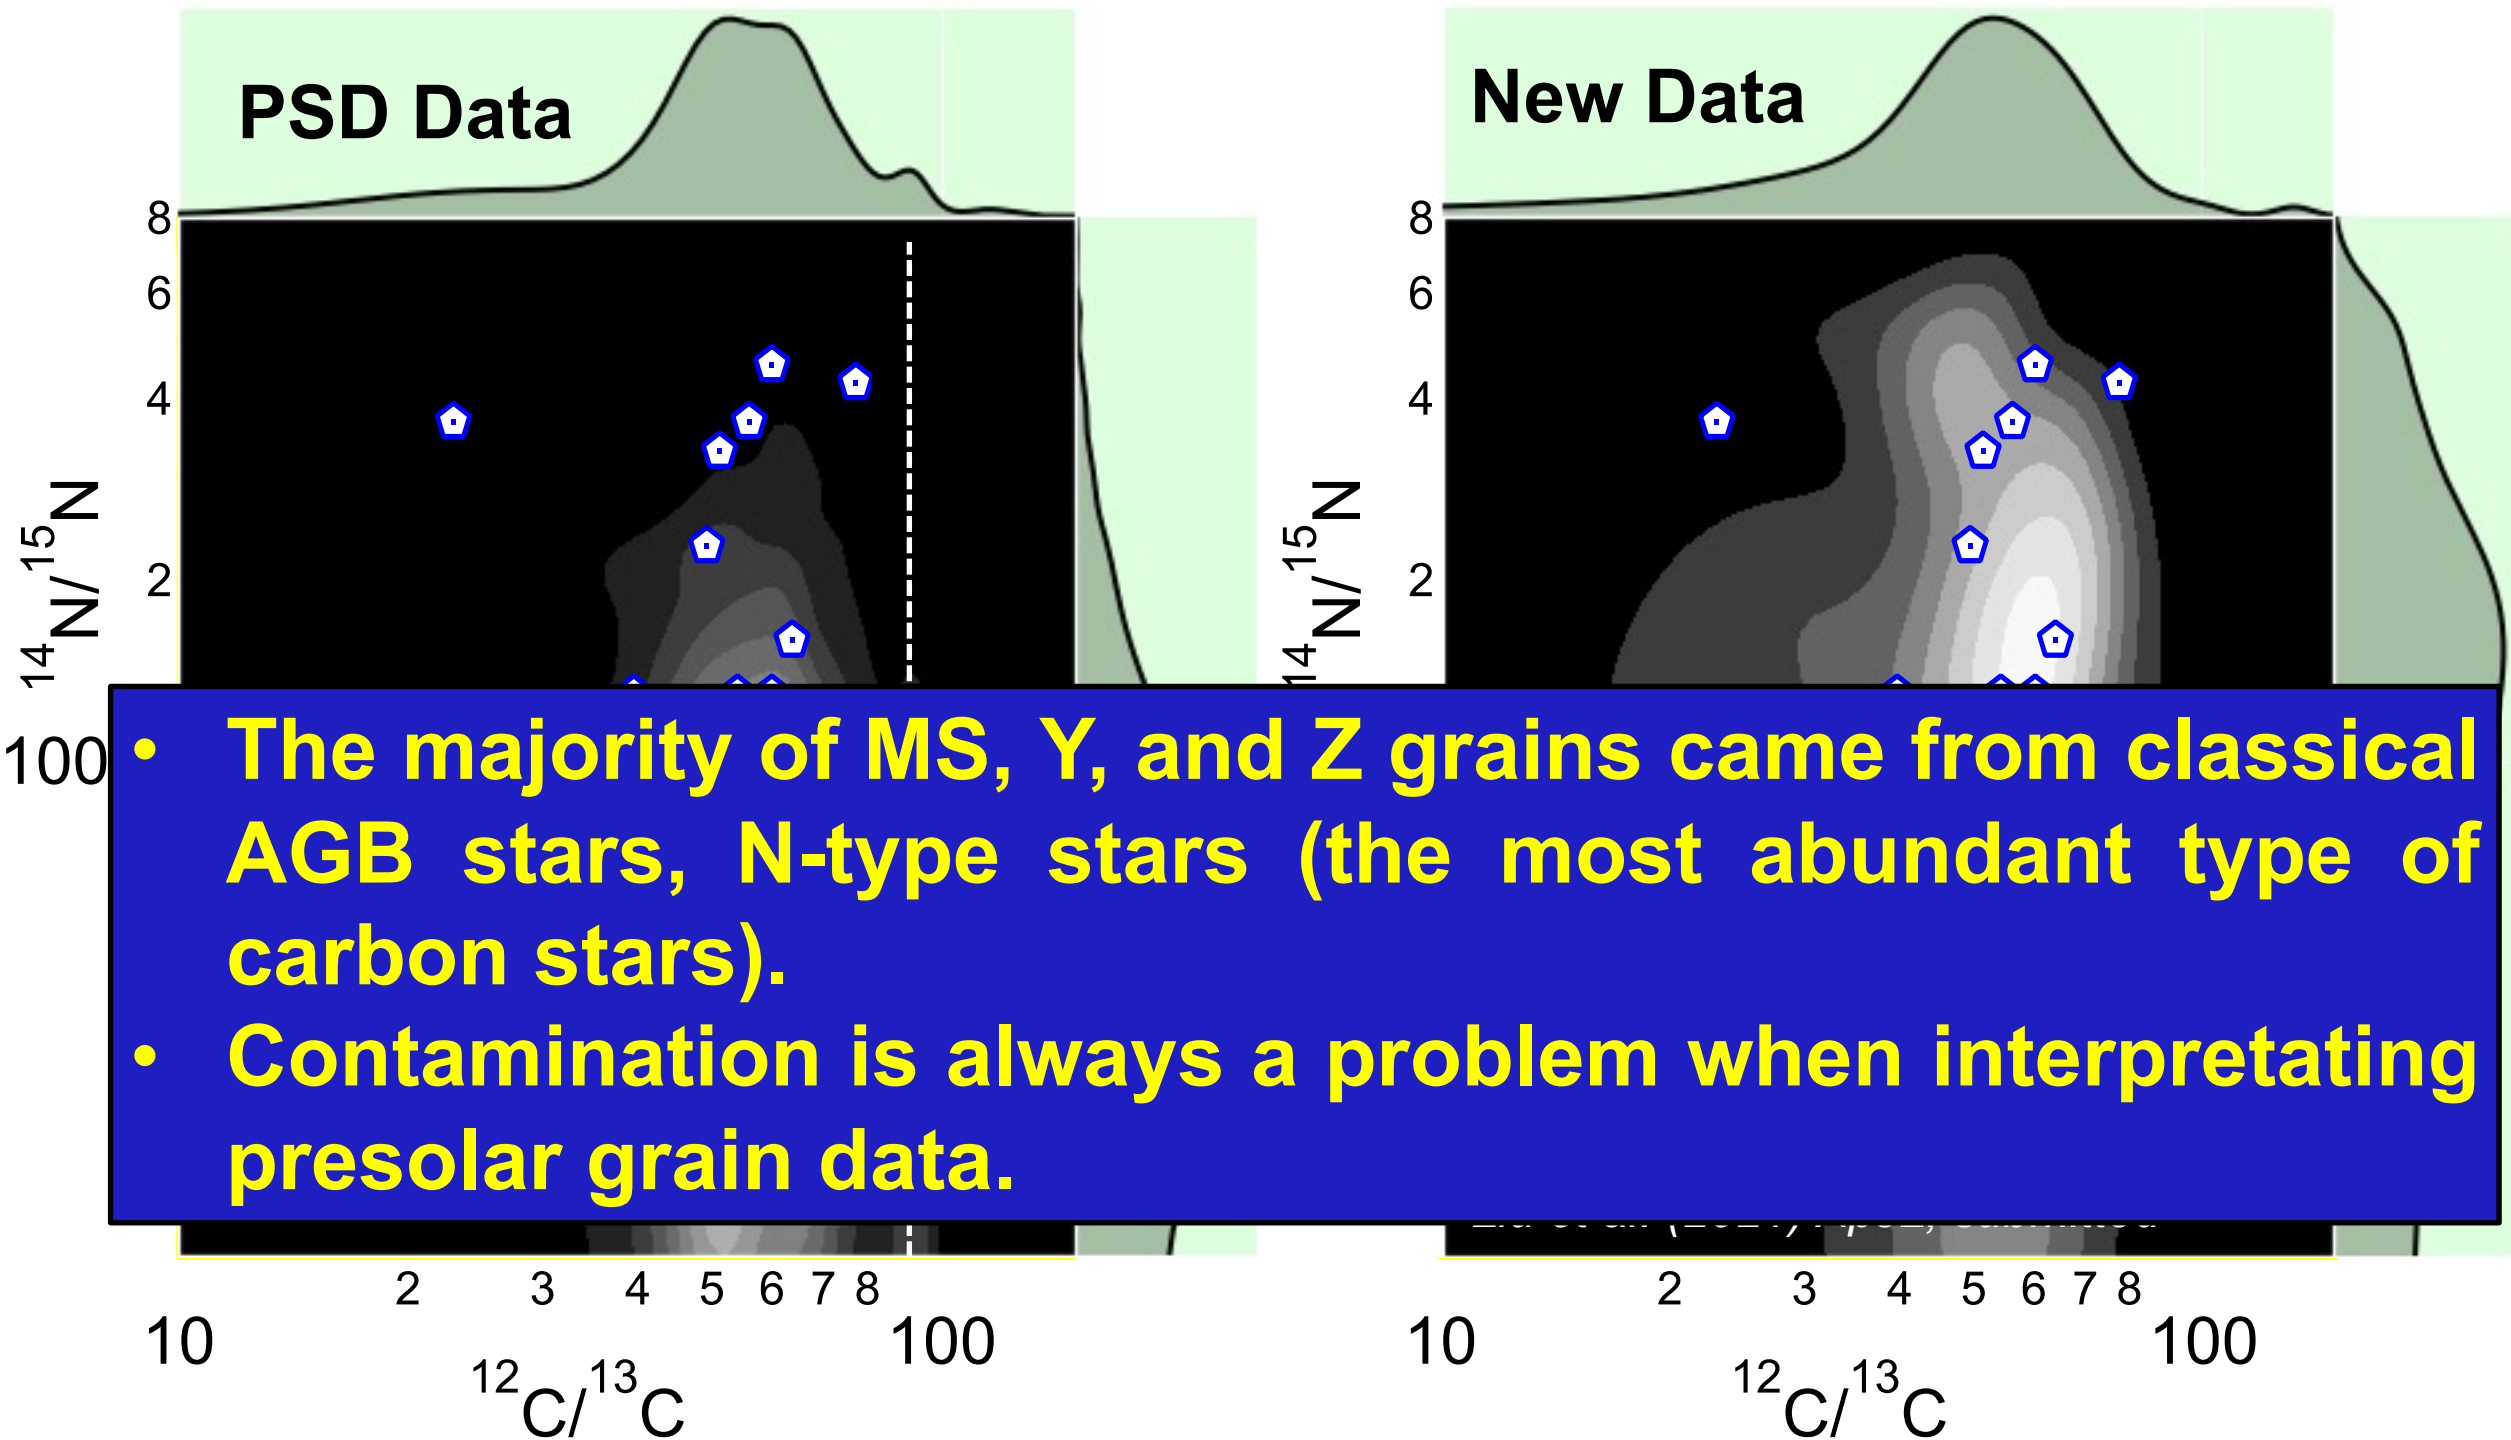 PSD Data
New Data
8
6
4
2
¹⁴N/¹⁵N
8
6
4
2
14N/¹⁵N
100
• The majority of MS, Y, and Z grains came from classical
AGB stars, N-type stars (the most abundant type of
carbon stars).
• Contamination is always a problem when interpretating
presolar grain data.
2 3 4 5 6 7 8
10 100
¹²C/¹³C
2 3 4 5 6 7 8
10 100
¹²C/¹³C